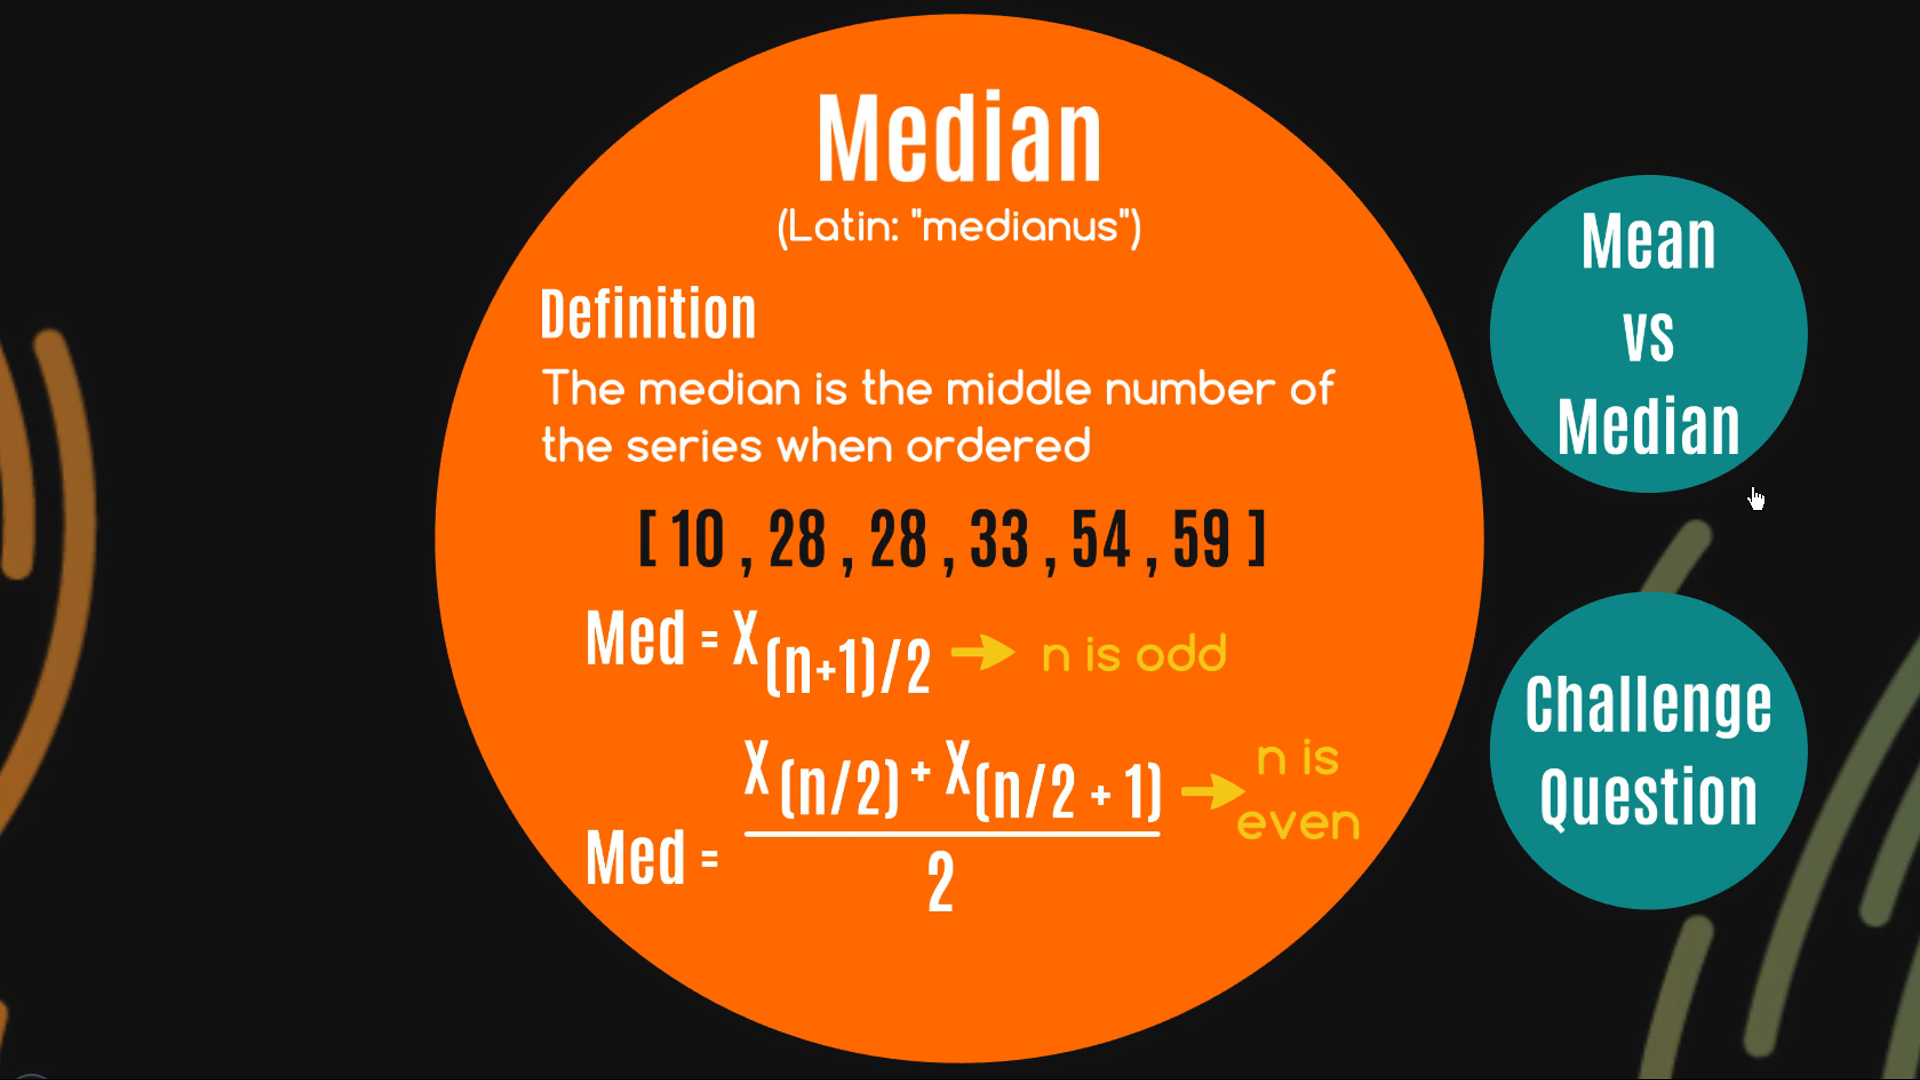 Median
(Latin: "medianus")
Definition
The median is the middle number of
the series when ordered
[ 10 , 28 , 28 , 33 , 54 , 59 ]
Med = X(n+1)/2 → n is odd
X(n/2) + X(n/2 + 1) → n is even
Med =
2
Mean
vs
Median
Challenge
Question